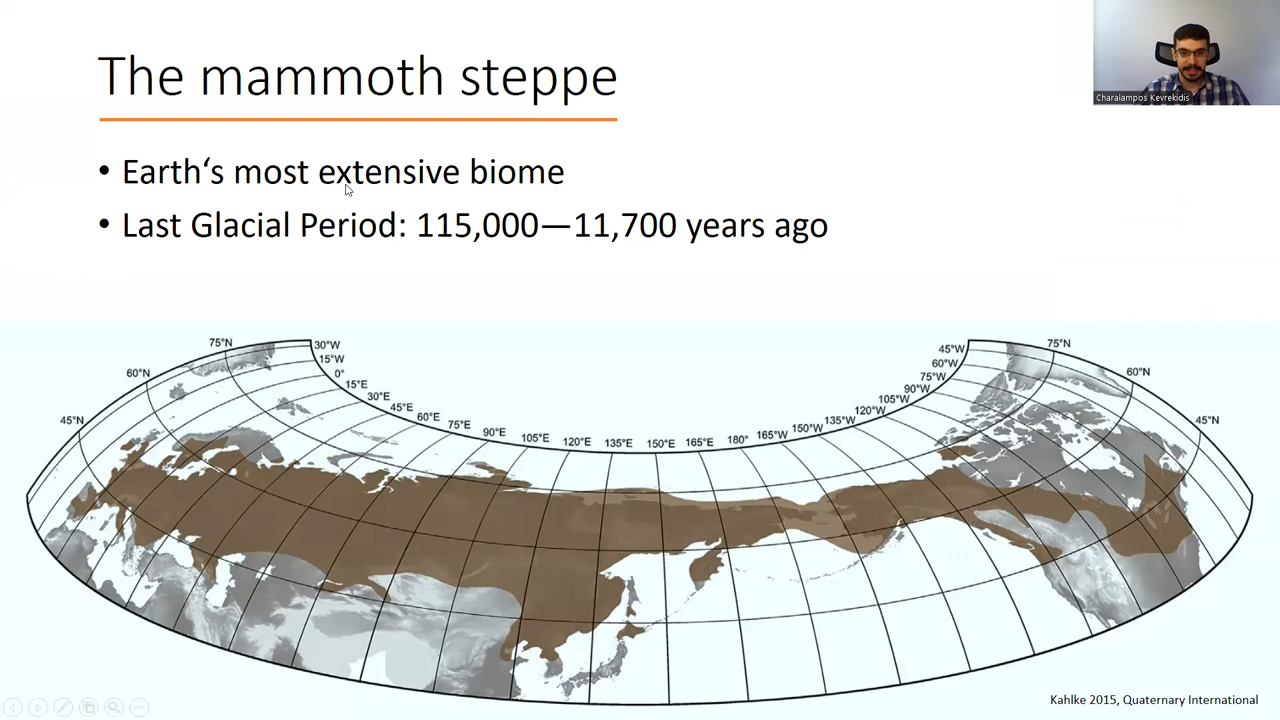 The mammoth steppe
Charalampos Kevrekidis
• Earth‘s most extensive biome
• Last Glacial Period: 115,000—11,700 years ago
75°N
60°N
45°N
30°W
15°W
0°
15°E
30°E
45°E
60°E
75°E
90°E
105°E
120°E
135°E
150°E
165°E
180°
165°W
150°W
135°W
120°W
105°W
90°W
75°W
60°W
45°W
75°N
60°N
45°N
Kahlke 2015, Quaternary International